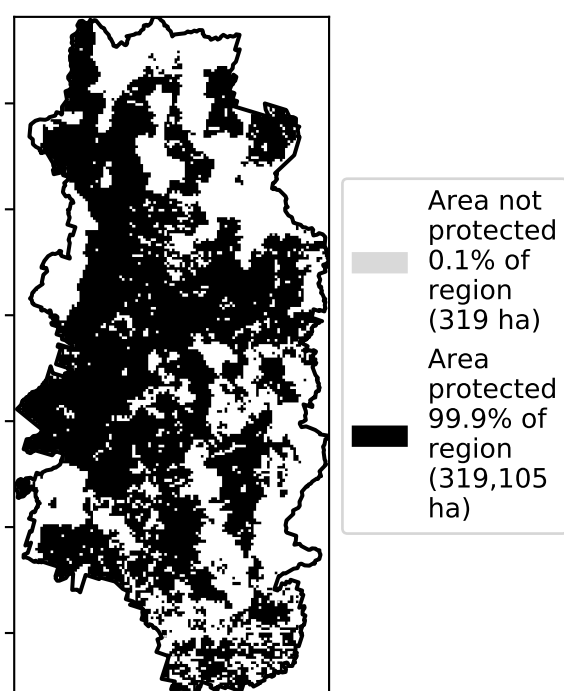 Area not
protected
0.1% of
region
(319 ha)
Area
protected
99.9% of
region
(319,105
ha)